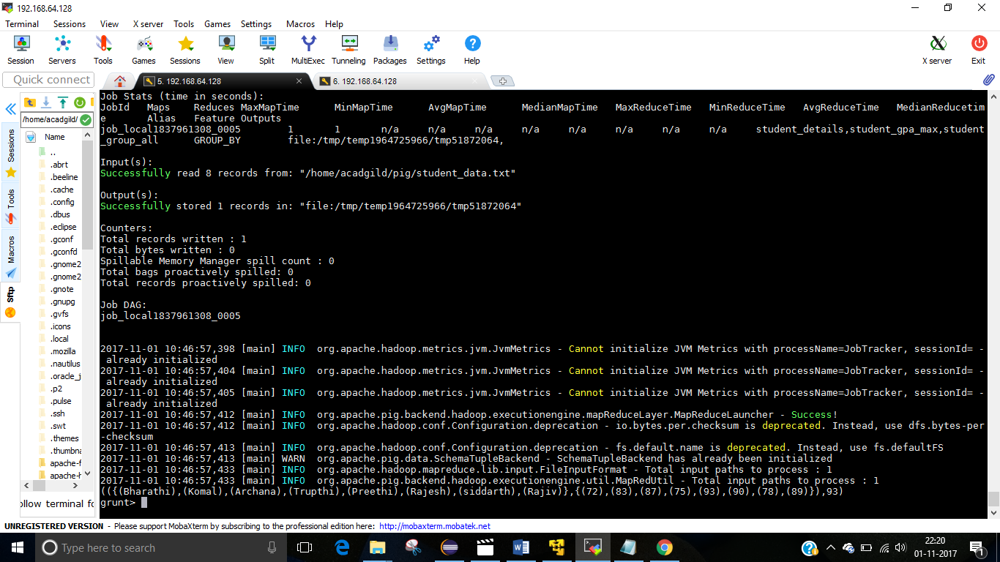 192.168.64.128
Terminal Sessions View X server Tools Games Settings Macros Help
Session Servers Tools Games Sessions View Split MultiExec Tunneling Packages Settings Help X server Exit
Quick connect
5. 192.168.64.128
6. 192.168.64.128
/home/acadgild/
Name
..
.abrt
.beeline
.cache
.config
.dbus
.eclipse
.gconf
.gconfd
.gnome2
.gnome2
.gnote
.gnupg
.gvfs
.icons
.local
.mozilla
.nautilus
.oracle_j
.p2
.pulse
.ssh
.swt
.themes
.thumbna
apache-f
apache-h
ollow terminal fo
Sessions
Tools
Macros
Sftp
Job Stats (time in seconds):
JobId Maps Reduces MaxMapTime MinMapTime AvgMapTime MedianMapTime MaxReduceTime MinReduceTime AvgReduceTime MedianReducetim
e Alias Feature Outputs
job_local1837961308_0005 1 1 n/a n/a n/a n/a n/a n/a n/a n/a student_details,student_gpa_max,student
_group_all GROUP_BY file:/tmp/temp1964725966/tmp51872064,
Input(s):
Successfully read 8 records from: "/home/acadgild/pig/student_data.txt"
Output(s):
Successfully stored 1 records in: "file:/tmp/temp1964725966/tmp51872064"
Counters:
Total records written : 1
Total bytes written : 0
Spillable Memory Manager spill count : 0
Total bags proactively spilled: 0
Total records proactively spilled: 0
Job DAG:
job_local1837961308_0005
2017-11-01 10:46:57,398 [main] INFO org.apache.hadoop.metrics.jvm.JvmMetrics - Cannot initialize JVM Metrics with processName=JobTracker, sessionId= -
already initialized
2017-11-01 10:46:57,404 [main] INFO org.apache.hadoop.metrics.jvm.JvmMetrics - Cannot initialize JVM Metrics with processName=JobTracker, sessionId= -
already initialized
2017-11-01 10:46:57,405 [main] INFO org.apache.hadoop.metrics.jvm.JvmMetrics - Cannot initialize JVM Metrics with processName=JobTracker, sessionId= -
already initialized
2017-11-01 10:46:57,412 [main] INFO org.apache.pig.backend.hadoop.executionengine.mapReduceLayer.MapReduceLauncher - Success!
2017-11-01 10:46:57,412 [main] INFO org.apache.hadoop.conf.Configuration.deprecation - io.bytes.per.checksum is deprecated. Instead, use dfs.bytes-per
-checksum
2017-11-01 10:46:57,413 [main] INFO org.apache.hadoop.conf.Configuration.deprecation - fs.default.name is deprecated. Instead, use fs.defaultFS
2017-11-01 10:46:57,413 [main] WARN org.apache.pig.data.SchemaTupleBackend - SchemaTupleBackend has already been initialized
2017-11-01 10:46:57,433 [main] INFO org.apache.hadoop.mapreduce.lib.input.FileInputFormat - Total input paths to process : 1
2017-11-01 10:46:57,433 [main] INFO org.apache.pig.backend.hadoop.executionengine.util.MapRedUtil - Total input paths to process : 1
(({(Bharathi),(Komal),(Archana),(Trupthi),(Preethi),(Rajesh),(siddarth),(Rajiv)},{(72),(83),(87),(75),(93),(90),(78),(89)}),93)
grunt>
UNREGISTERED VERSION - Please support MobaXterm by subscribing to the professional edition here: http://mobaxterm.mobatek.net
Type here to search
22:20
01-11-2017
1